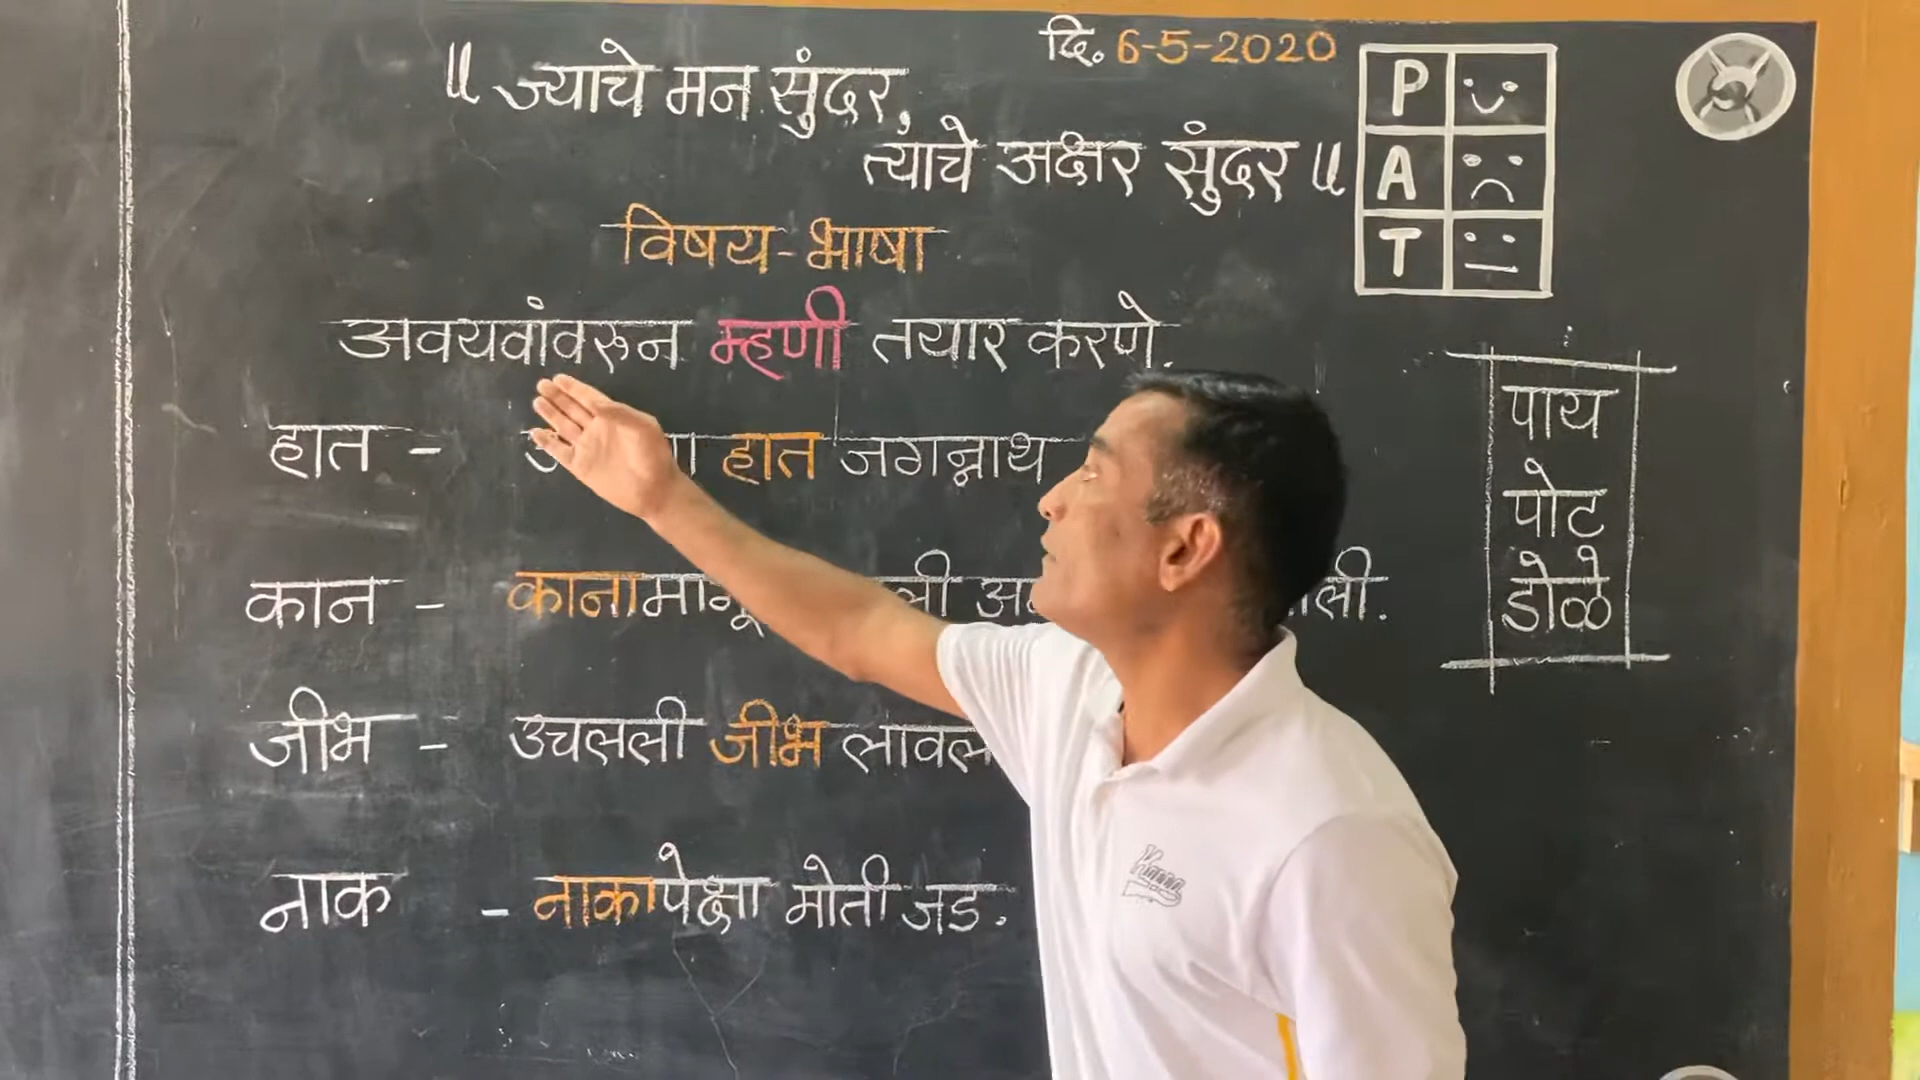 दि. 6-5-2020
॥ ज्याचे मन सुंदर,
त्याचे अक्षर सुंदर ॥
P
A
T
विषय-भाषा
अवयवांवरून म्हणी तयार करणे.
हात - हात जगन्नाथ
कान -
जीभ - उचलली जीभ
नाक - नाकापेक्षा मोती जड.
पाय
पोट
डोळे